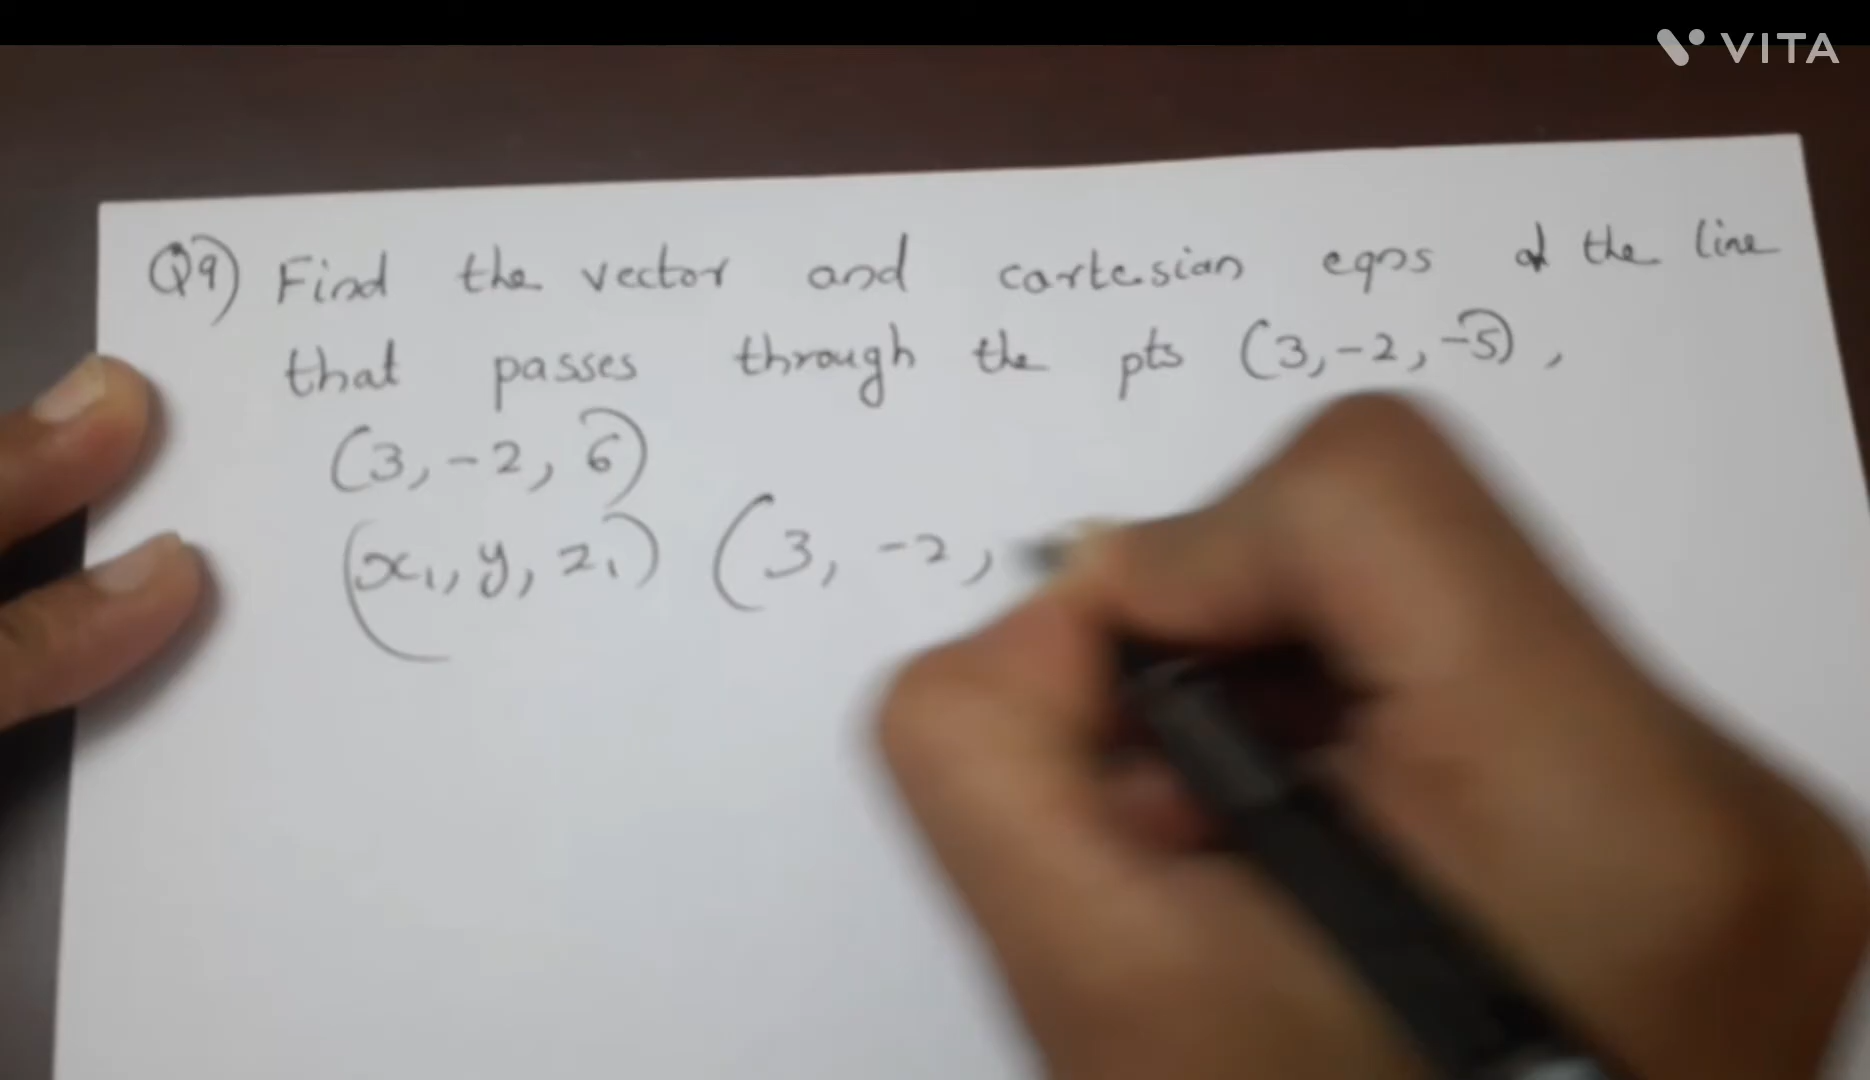 VITA
Q9) Find the vector and cartesian eqns of the line
that passes through the pts (3, -2, -5),
(3, -2, 6)
(x₁, y, z₁) (3, -2,